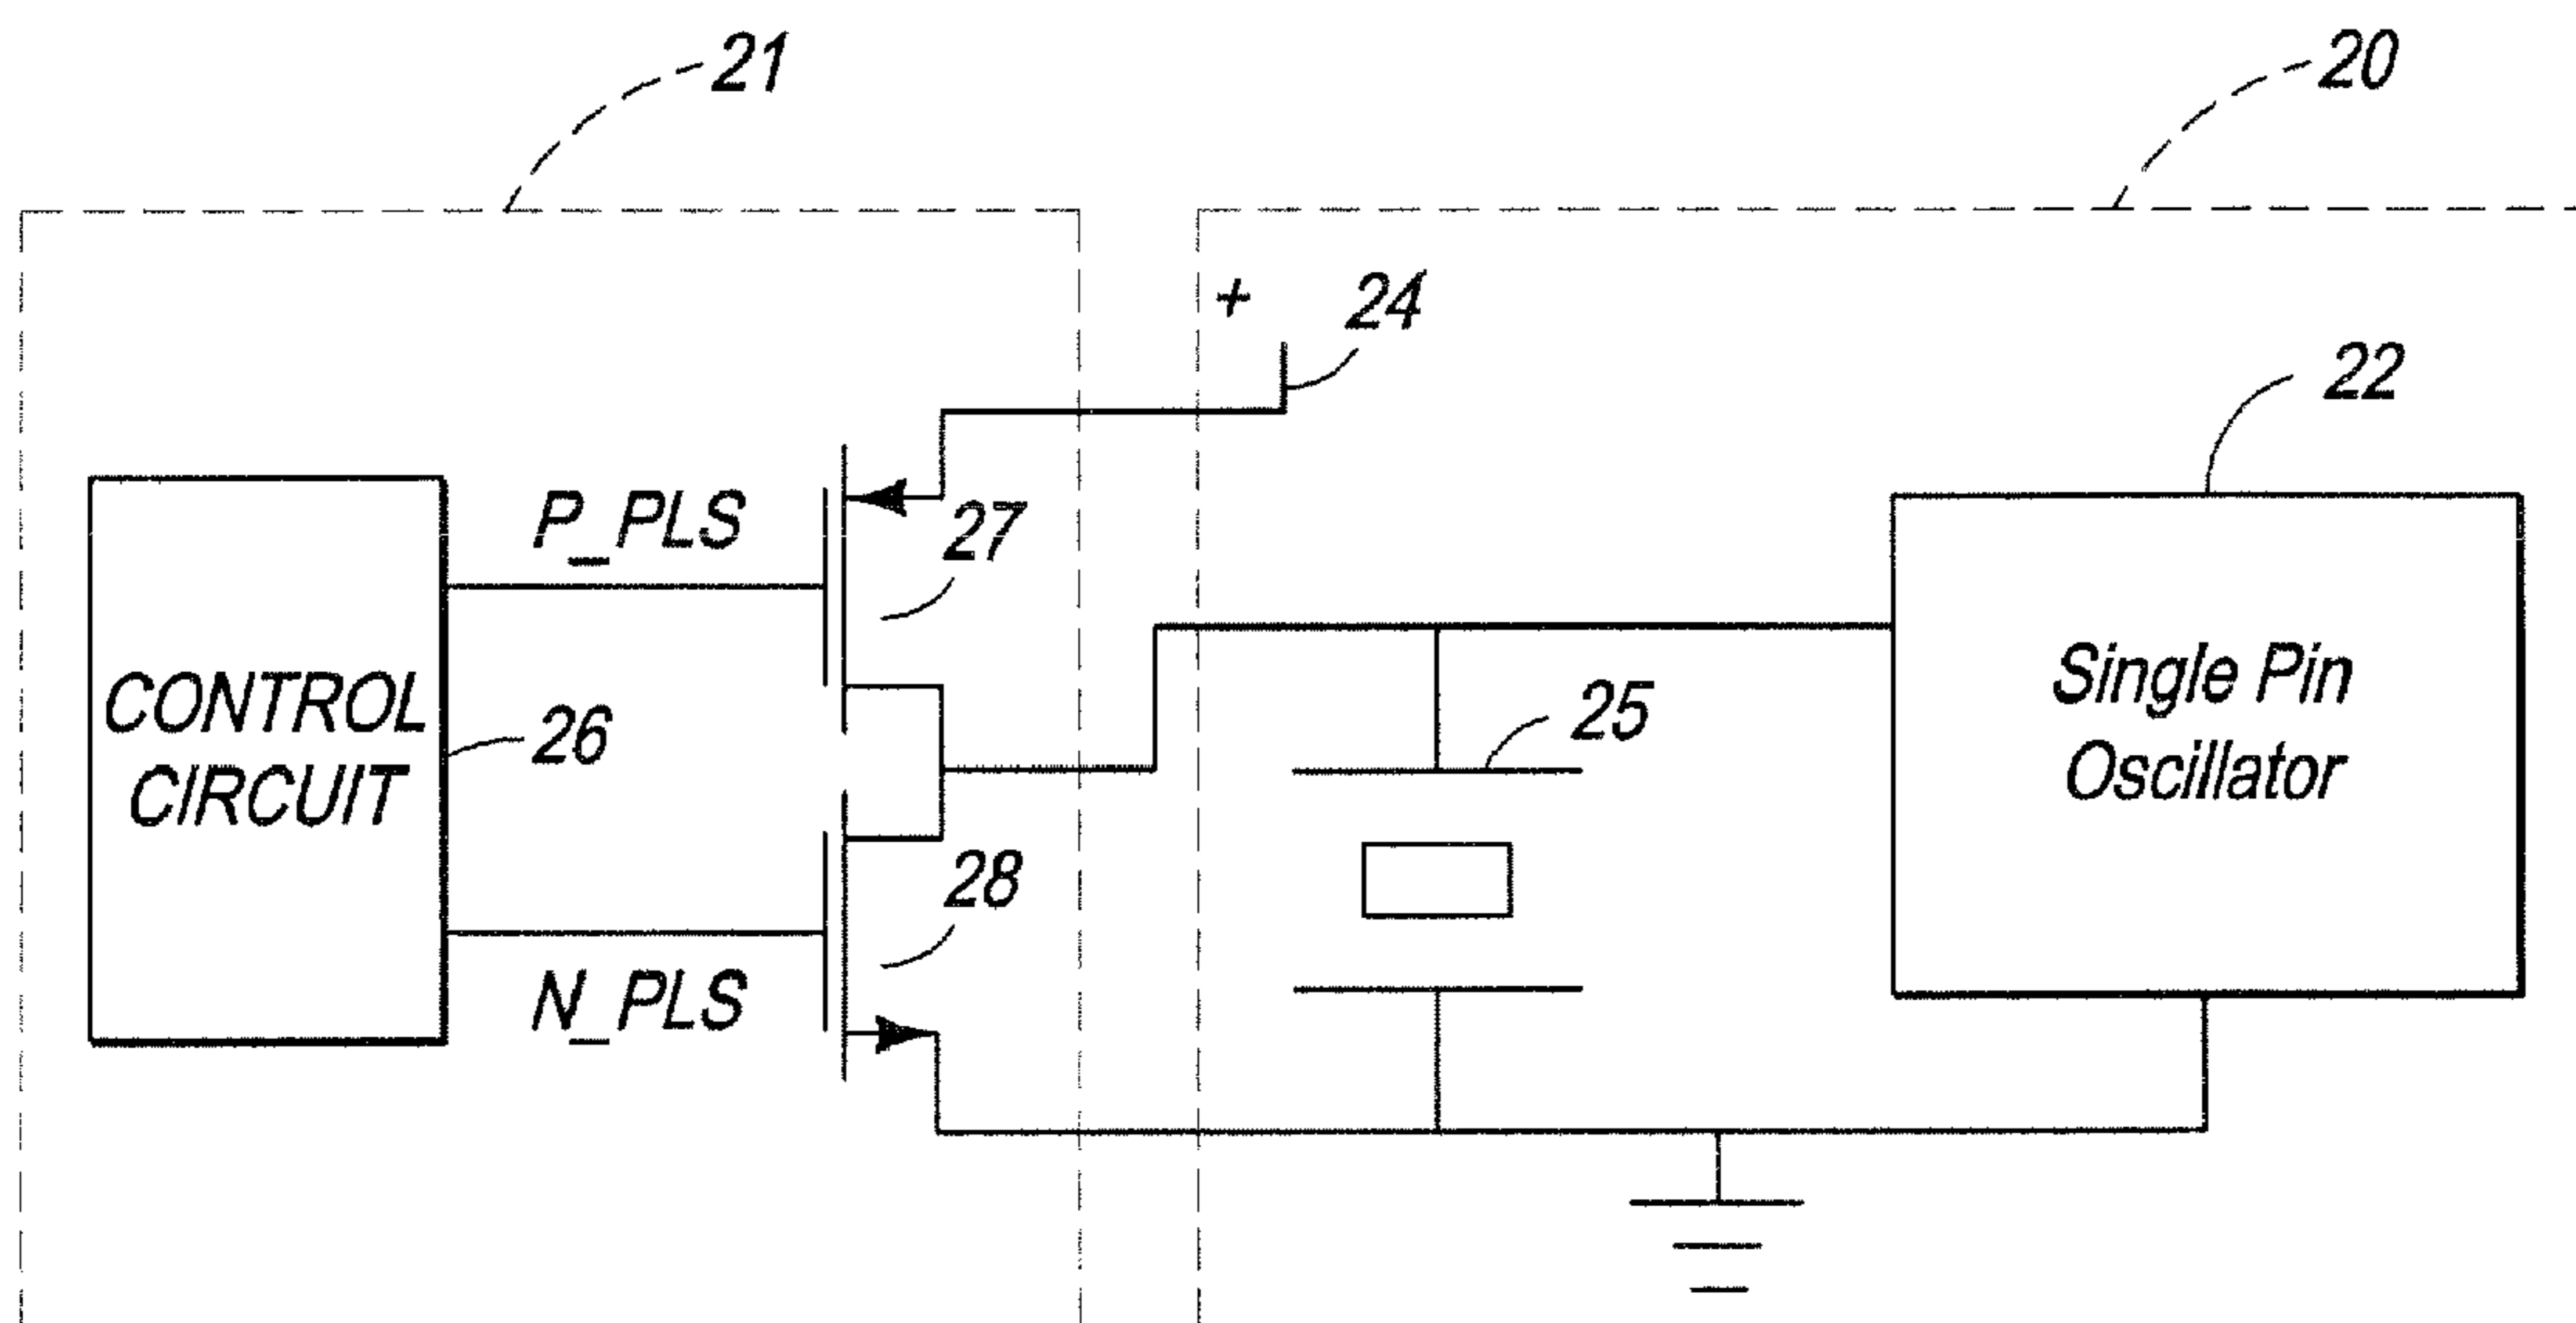 21
20
+
24
22
P_PLS
27
CONTROL
CIRCUIT
26
25
Single Pin
Oscillator
28
N_PLS